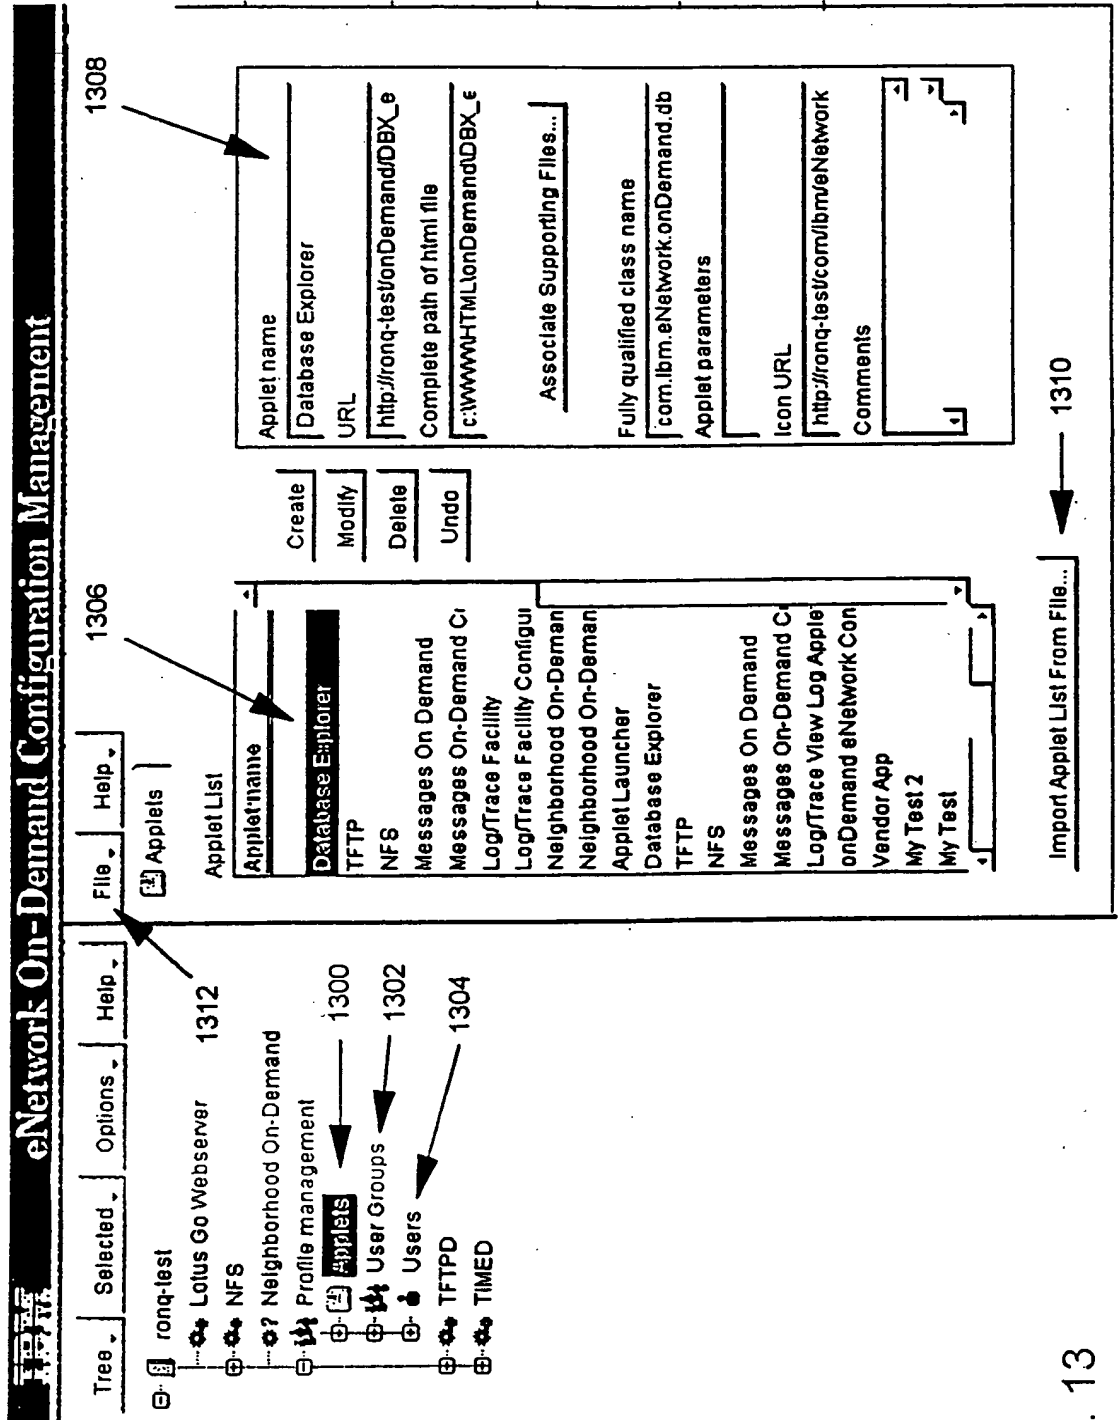 IBM
eNetwork On-Demand Configuration Management
Tree
Selected
Options
Help
ronq-test
Lotus Go Webserver
NFS
? Neighborhood On-Demand
Profile management
Applets
User Groups
Users
TFTPD
TIMED
1312
1300
1302
1304
File
Help
Applets
Applet List
Applet name
Database Explorer
TFTP
NFS
Messages On Demand
Messages On-Demand Co
Log/Trace Facility
Log/Trace Facility Configur
Neighborhood On-Deman
Neighborhood On-Deman
Applet Launcher
Database Explorer
TFTP
NFS
Messages On Demand
Messages On-Demand Co
Log/Trace View Log Apple
onDemand eNetwork Con
Vendor App
My Test 2
My Test
Import Applet List From File...
1306
1310
Create
Modify
Delete
Undo
1308
Applet name
Database Explorer
URL
http://ronq-test/onDemand/DBX_e
Complete path of html file
c:\WWW\HTML\onDemand\DBX_e
Associate Supporting Files...
Fully qualified class name
com.ibm.eNetwork.onDemand.db
Applet parameters
Icon URL
http://ronq-test/com/ibm/eNetwork
Comments
. 13